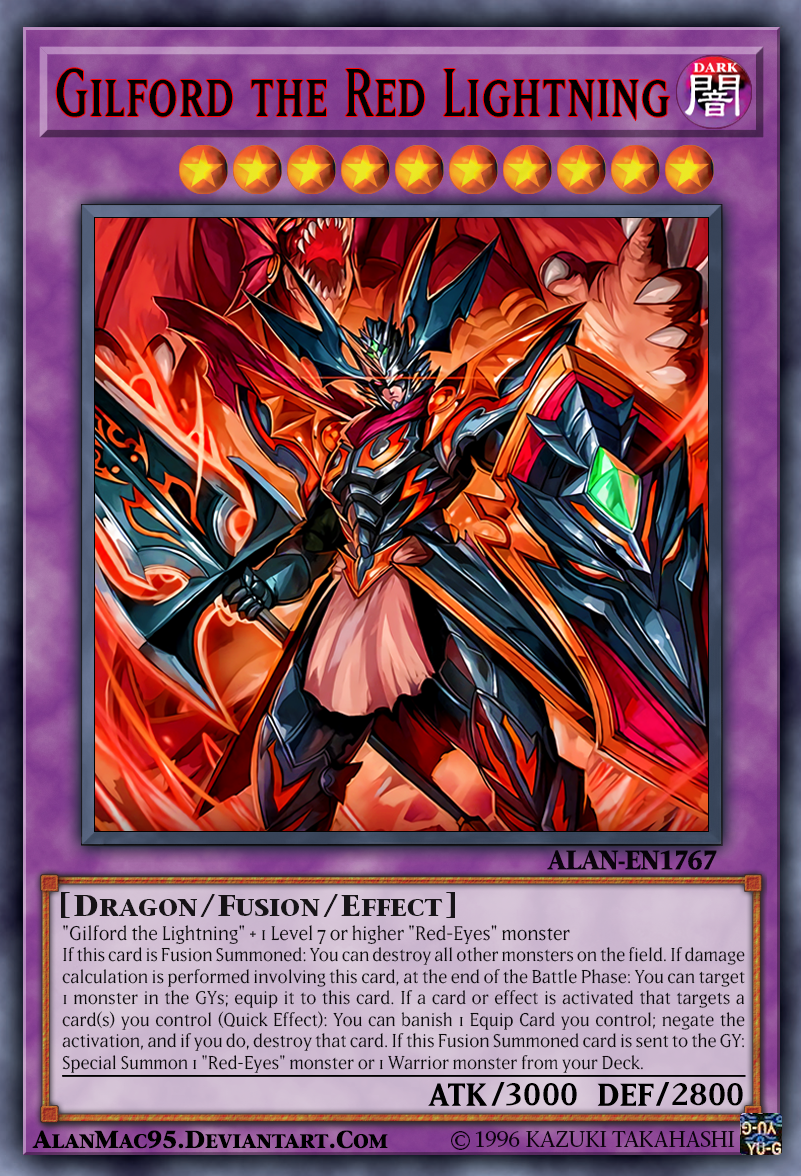 GILFORD THE RED LIGHTNING
DARK
闇
ALAN-EN1767
[DRAGON/FUSION/EFFECT]
"Gilford the Lightning" + 1 Level 7 or higher "Red-Eyes" monster
If this card is Fusion Summoned: You can destroy all other monsters on the field. If damage
calculation is performed involving this card, at the end of the Battle Phase: You can target
1 monster in the GYs; equip it to this card. If a card or effect is activated that targets a
card(s) you control (Quick Effect): You can banish 1 Equip Card you control; negate the
activation, and if you do, destroy that card. If this Fusion Summoned card is sent to the GY:
Special Summon 1 "Red-Eyes" monster or 1 Warrior monster from your Deck.
ATK/3000 DEF/2800
ALANMAC95.DEVIANTART.COM
© 1996 KAZUKI TAKAHASHI
YU-G
YU-G